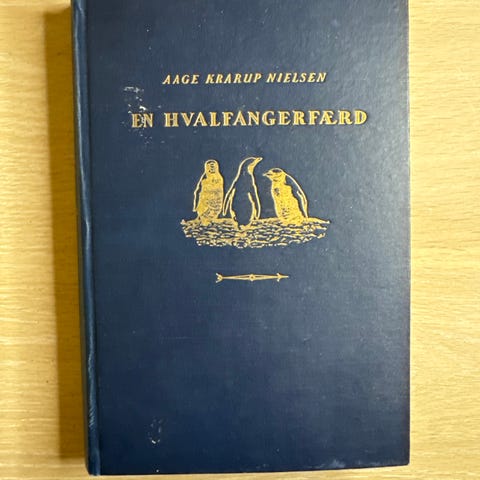 AAGE KRARUP NIELSEN
EN HVALFANGERFÆRD